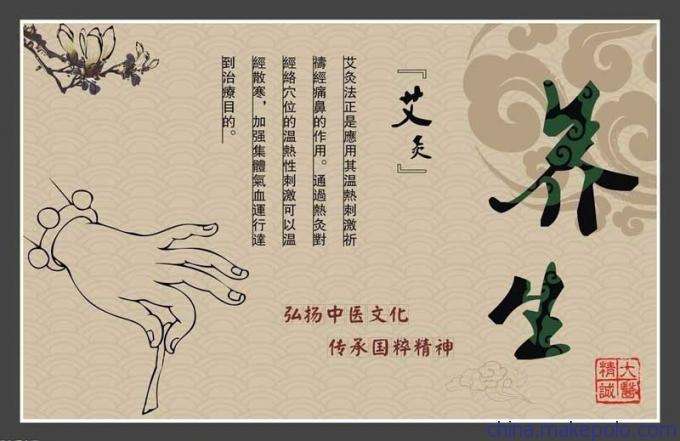 养生
『艾灸』
艾灸法正是應用其温熱刺激祈
禱經痛鼻的作用。通過熱灸對
經絡穴位的温熱性刺激可以温
經散寒，加强集體氣血運行達
到治療目的。
弘扬中医文化
传承国粹精神
大醫
精誠
china.makepolo.com